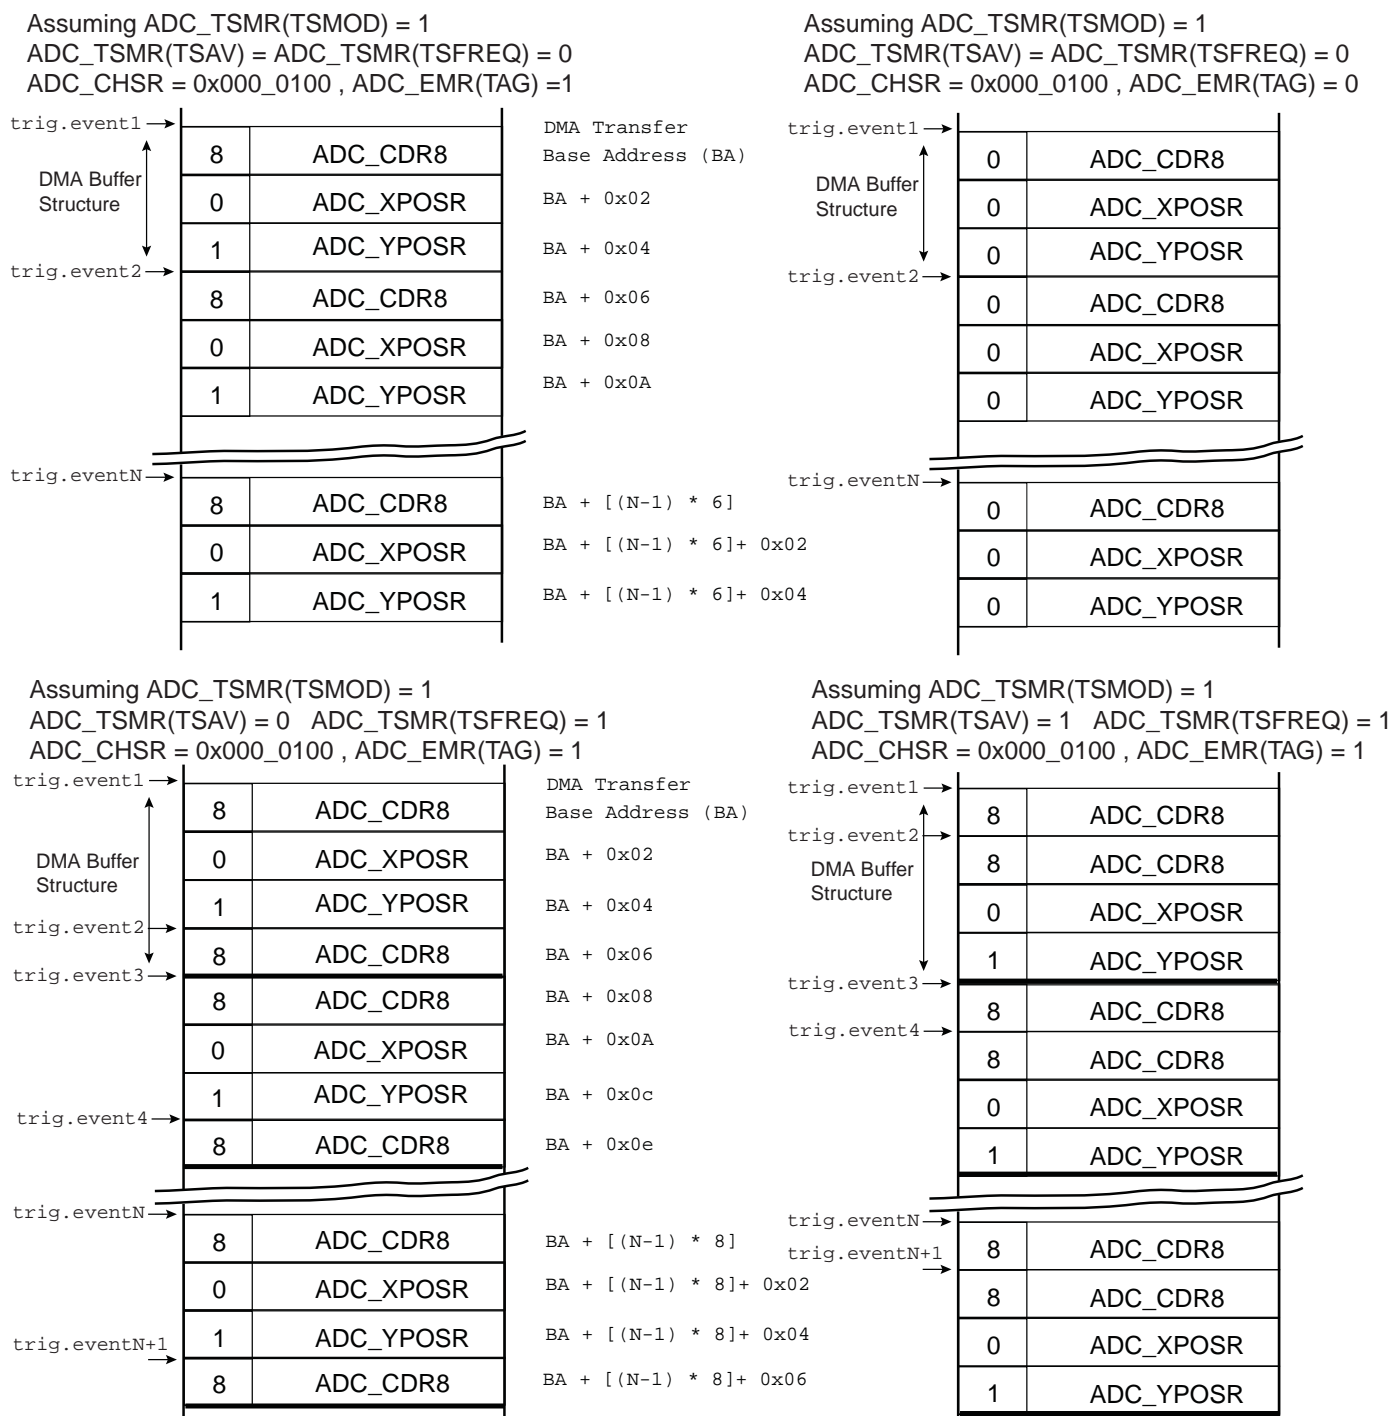 Assuming ADC_TSMR(TSMOD) = 1
ADC_TSMR(TSAV) = ADC_TSMR(TSFREQ) = 0
ADC_CHSR = 0x000_0100 , ADC_EMR(TAG) =1
trig.event1
DMA Transfer
8 ADC_CDR8 Base Address (BA)
DMA Buffer
Structure
0 ADC_XPOSR BA + 0x02
1 ADC_YPOSR BA + 0x04
trig.event2
8 ADC_CDR8 BA + 0x06
0 ADC_XPOSR BA + 0x08
1 ADC_YPOSR BA + 0x0A
trig.eventN
8 ADC_CDR8 BA + [(N-1) * 6]
0 ADC_XPOSR BA + [(N-1) * 6]+ 0x02
1 ADC_YPOSR BA + [(N-1) * 6]+ 0x04
Assuming ADC_TSMR(TSMOD) = 1
ADC_TSMR(TSAV) = ADC_TSMR(TSFREQ) = 0
ADC_CHSR = 0x000_0100 , ADC_EMR(TAG) = 0
trig.event1
0 ADC_CDR8
DMA Buffer
Structure
0 ADC_XPOSR
0 ADC_YPOSR
trig.event2
0 ADC_CDR8
0 ADC_XPOSR
0 ADC_YPOSR
trig.eventN
0 ADC_CDR8
0 ADC_XPOSR
0 ADC_YPOSR
Assuming ADC_TSMR(TSMOD) = 1
ADC_TSMR(TSAV) = 0 ADC_TSMR(TSFREQ) = 1
ADC_CHSR = 0x000_0100 , ADC_EMR(TAG) = 1
trig.event1
DMA Transfer
8 ADC_CDR8 Base Address (BA)
DMA Buffer
Structure
0 ADC_XPOSR BA + 0x02
1 ADC_YPOSR BA + 0x04
trig.event2
8 ADC_CDR8 BA + 0x06
trig.event3
8 ADC_CDR8 BA + 0x08
0 ADC_XPOSR BA + 0x0A
1 ADC_YPOSR BA + 0x0c
trig.event4
8 ADC_CDR8 BA + 0x0e
trig.eventN
8 ADC_CDR8 BA + [(N-1) * 8]
0 ADC_XPOSR BA + [(N-1) * 8]+ 0x02
1 ADC_YPOSR BA + [(N-1) * 8]+ 0x04
trig.eventN+1
8 ADC_CDR8 BA + [(N-1) * 8]+ 0x06
Assuming ADC_TSMR(TSMOD) = 1
ADC_TSMR(TSAV) = 1 ADC_TSMR(TSFREQ) = 1
ADC_CHSR = 0x000_0100 , ADC_EMR(TAG) = 1
trig.event1
8 ADC_CDR8
trig.event2
DMA Buffer
Structure
8 ADC_CDR8
0 ADC_XPOSR
1 ADC_YPOSR
trig.event3
8 ADC_CDR8
trig.event4
8 ADC_CDR8
0 ADC_XPOSR
1 ADC_YPOSR
trig.eventN
8 ADC_CDR8
trig.eventN+1
8 ADC_CDR8
0 ADC_XPOSR
1 ADC_YPOSR